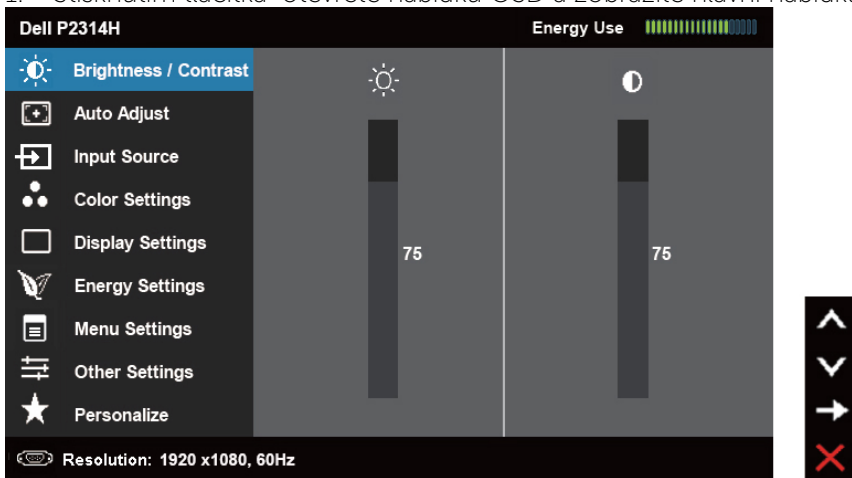 Dell P2314H Energy Use
Brightness / Contrast
Auto Adjust
Input Source
Color Settings
Display Settings
75 75
Energy Settings
Menu Settings
Other Settings
Personalize
Resolution: 1920 x1080, 60Hz